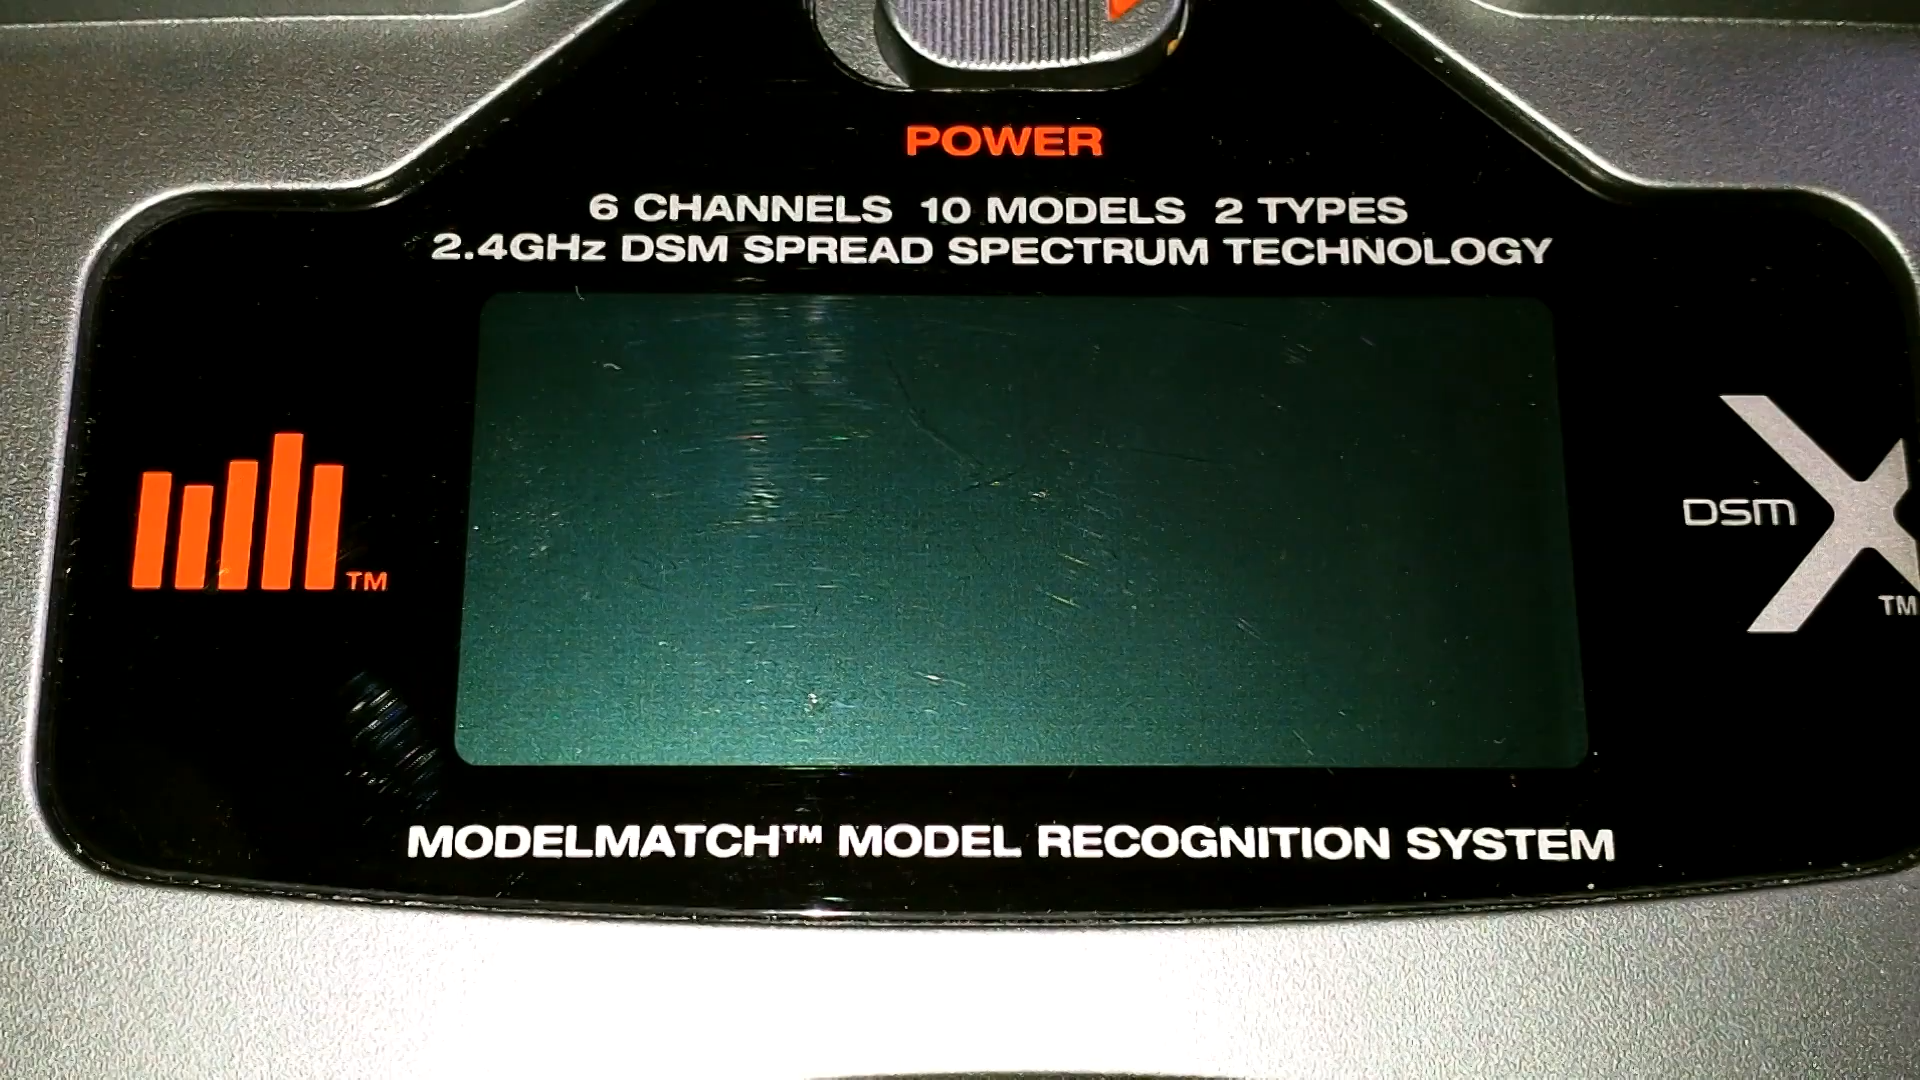 POWER
6 CHANNELS 10 MODELS 2 TYPES
2.4GHz DSM SPREAD SPECTRUM TECHNOLOGY
TM
DSM X
TM
MODELMATCH™ MODEL RECOGNITION SYSTEM